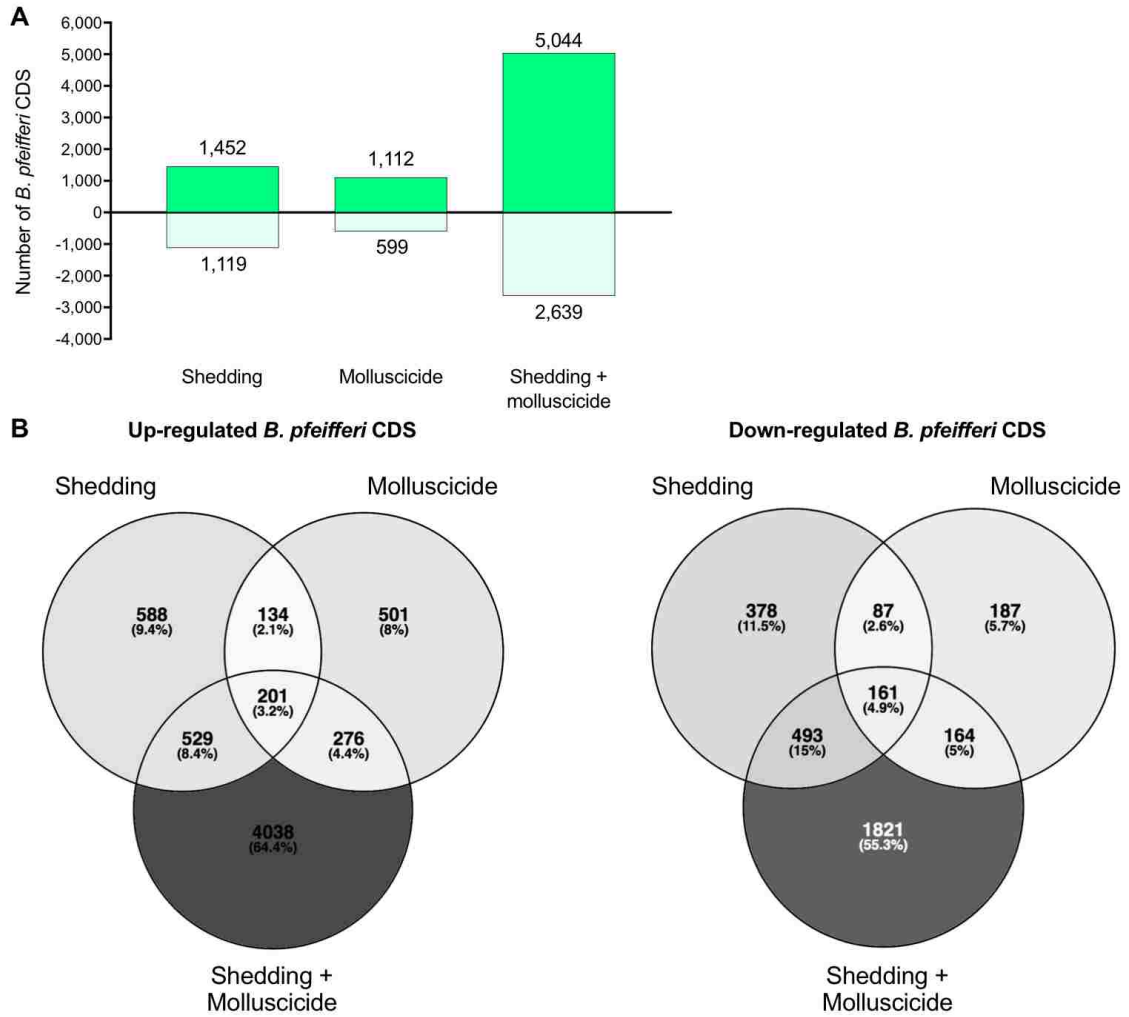 A
6,000
5,000
4,000
3,000
2,000
1,000
0
-1,000
-2,000
-3,000
-4,000
Number of B. pfeifferi CDS
1,452
1,119
1,112
599
5,044
2,639
Shedding
Molluscicide
Shedding +
molluscicide
B
Up-regulated B. pfeifferi CDS
Shedding
Molluscicide
588
(9.4%)
134
(2.1%)
501
(8%)
201
(3.2%)
529
(8.4%)
276
(4.4%)
4038
(64.4%)
Shedding +
Molluscicide
Down-regulated B. pfeifferi CDS
Shedding
Molluscicide
378
(11.5%)
87
(2.6%)
187
(5.7%)
161
(4.9%)
493
(15%)
164
(5%)
1821
(55.3%)
Shedding +
Molluscicide